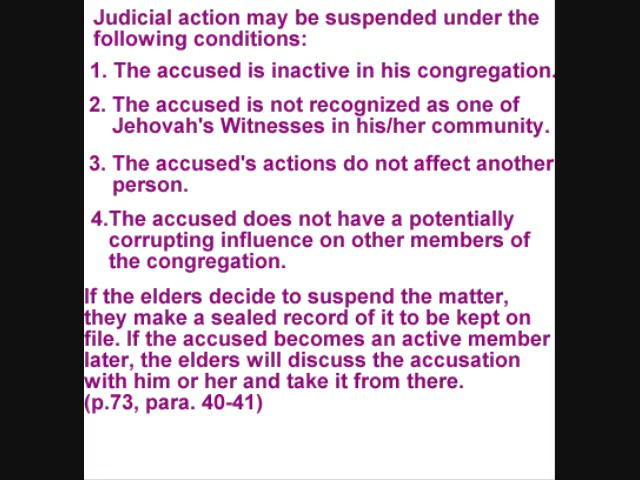 Judicial action may be suspended under the
following conditions:
1. The accused is inactive in his congregation.
2. The accused is not recognized as one of
Jehovah's Witnesses in his/her community.
3. The accused's actions do not affect another
person.
4.The accused does not have a potentially
corrupting influence on other members of
the congregation.
If the elders decide to suspend the matter,
they make a sealed record of it to be kept on
file. If the accused becomes an active member
later, the elders will discuss the accusation
with him or her and take it from there.
(p.73, para. 40-41)